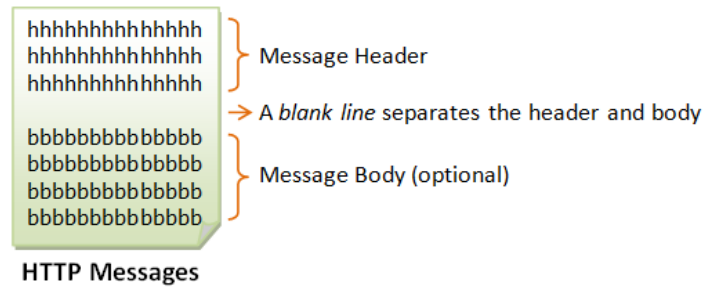 hhhhhhhhhhhhhh
hhhhhhhhhhhhhh
hhhhhhhhhhhhhh
Message Header
A blank line separates the header and body
bbbbbbbbbbbbbb
bbbbbbbbbbbbbb
bbbbbbbbbbbbbb
bbbbbbbbbbbbbb
Message Body (optional)
HTTP Messages